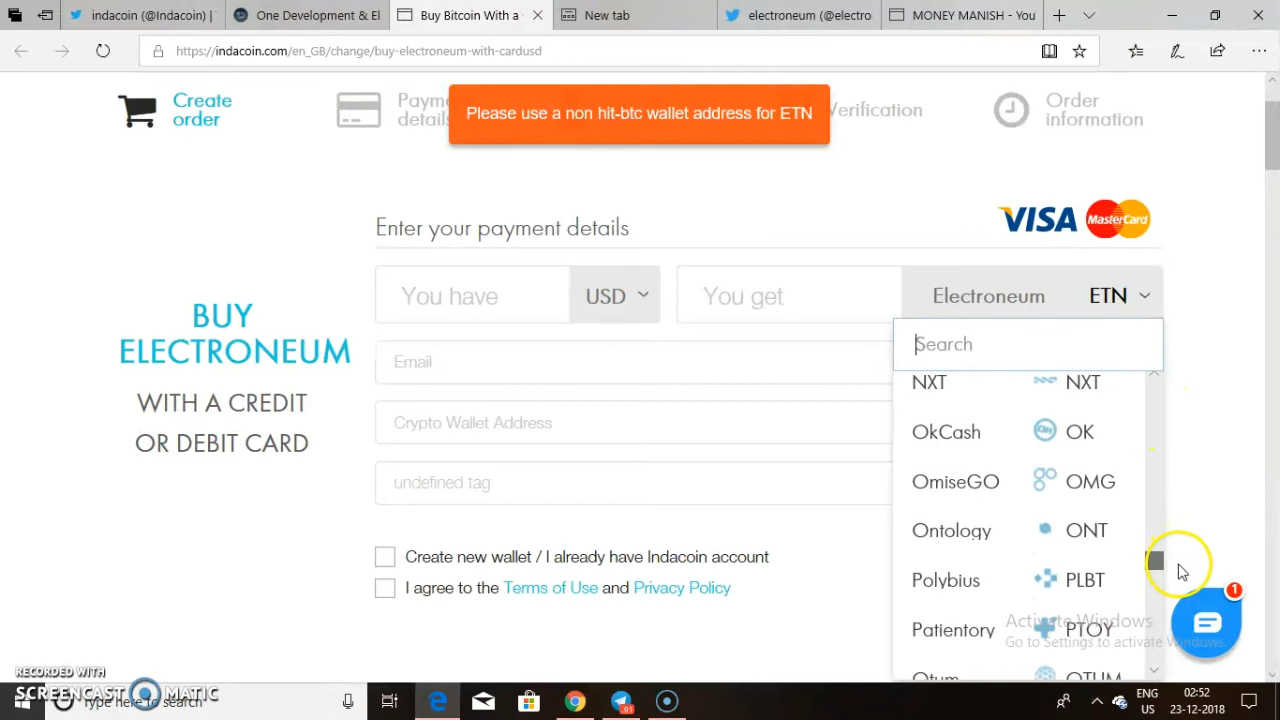 indacoin (Indacoin) |
One Development & El
Buy Bitcoin With a
New tab
electroneum (@electro
MONEY MANISH - You
https://indacoin.com/en_GB/change/buy-electroneum-with-cardusd
Create
order
Payme
details
Please use a non hit-btc wallet address for ETN
Verification
Order
information
Enter your payment details
VISA
MasterCard
You have
USD
You get
Electroneum
ETN
BUY
ELECTRONEUM
WITH A CREDIT
OR DEBIT CARD
Email
Crypto Wallet Address
undefined tag
Search
NXT NXT
OkCash OK
OmiseGO OMG
Ontology ONT
Polybius PLBT
Patientory PTOY
Qtum QTUM
Create new wallet / I already have Indacoin account
I agree to the Terms of Use and Privacy Policy
1
Activate Windows
Go to Settings to activate Windows.
RECORDED WITH
SCREENCAST MATIC
Type here to search
91
ENG
US
02:52
23-12-2018